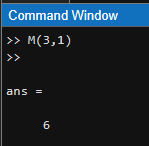 Command Window
>> M(3,1)
>>
ans =
6